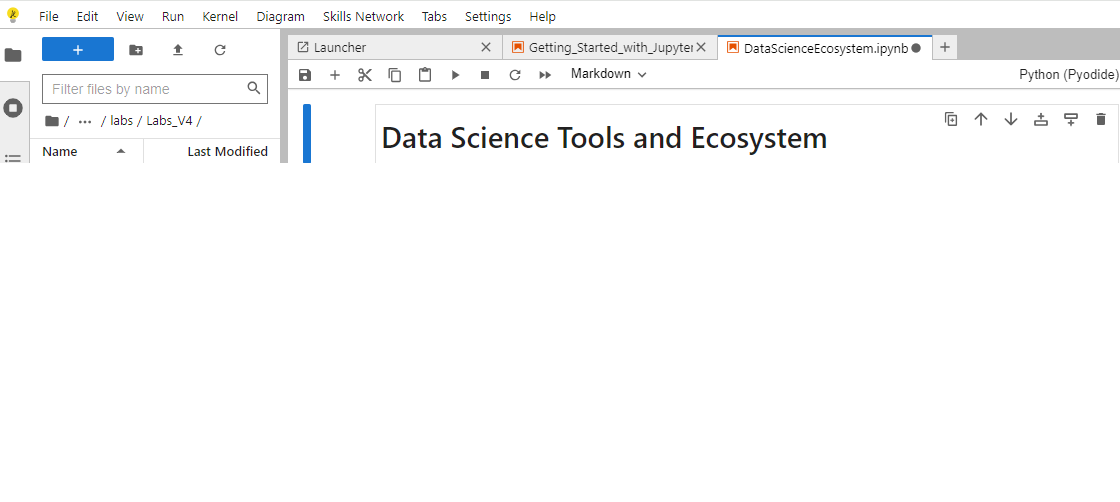 File Edit View Run Kernel Diagram Skills Network Tabs Settings Help
Launcher Getting_Started_with_Jupyter DataScienceEcosystem.ipynb
Markdown Python (Pyodide)
Filter files by name
/ ... / labs / Labs_V4 /
Name Last Modified
Data Science Tools and Ecosystem